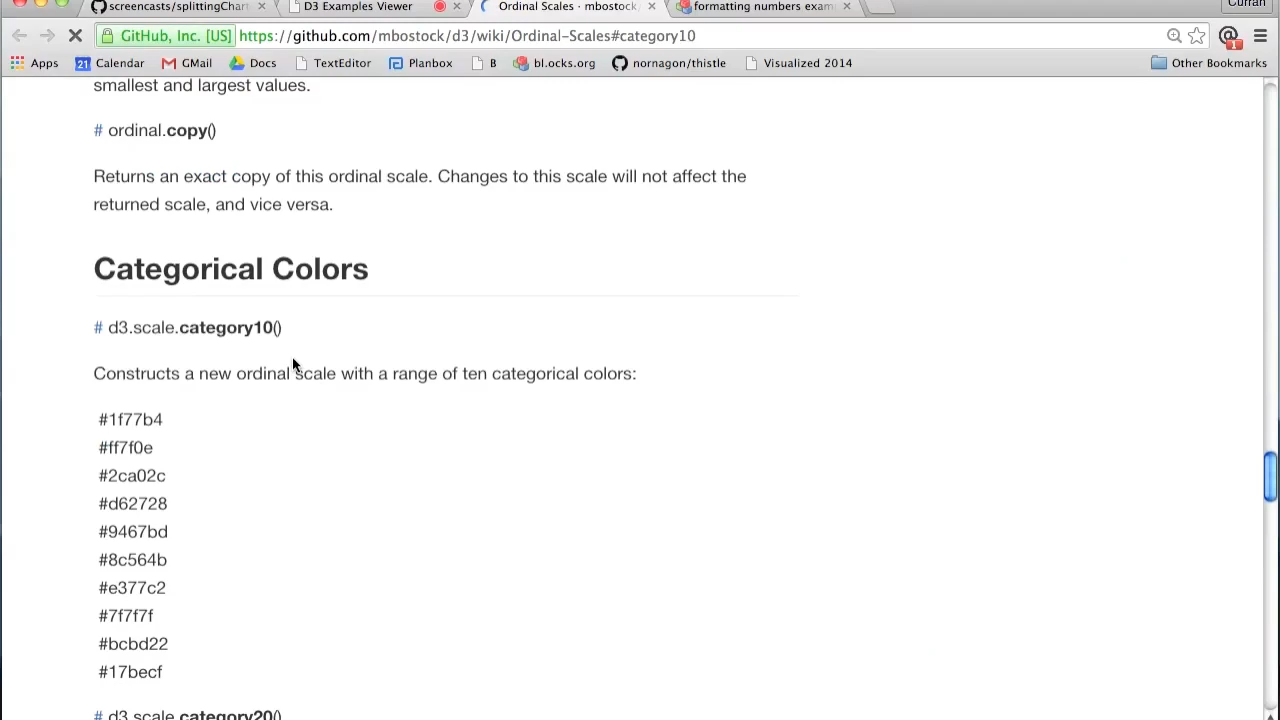 screencasts/splittingChar
D3 Examples Viewer
Ordinal Scales · mbostock
formatting numbers exam
Curran
GitHub, Inc. [US]
https://github.com/mbostock/d3/wiki/Ordinal-Scales#category10
Apps
21 Calendar
GMail
Docs
TextEditor
Planbox
B
bl.ocks.org
nornagon/thistle
Visualized 2014
Other Bookmarks
smallest and largest values.
# ordinal.copy()
Returns an exact copy of this ordinal scale. Changes to this scale will not affect the
returned scale, and vice versa.
Categorical Colors
# d3.scale.category10()
Constructs a new ordinal scale with a range of ten categorical colors:
#1f77b4
#ff7f0e
#2ca02c
#d62728
#9467bd
#8c564b
#e377c2
#7f7f7f
#bcbd22
#17becf
# d3.scale.category20()